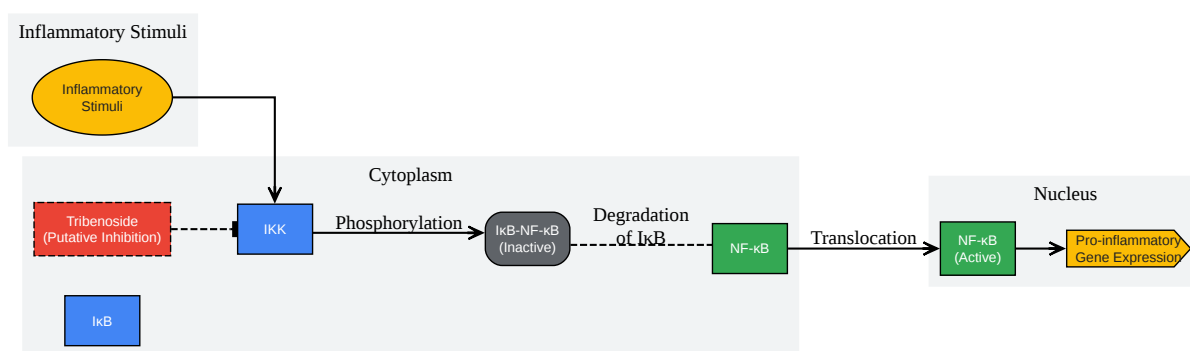 Inflammatory Stimuli
Inflammatory
Stimuli
Cytoplasm
Tribenoside
(Putative Inhibition)
IKK
Phosphorylation
IκB-NF-κB
(Inactive)
Degradation
of IκB
NF-κB
Translocation
Nucleus
NF-κB
(Active)
Pro-inflammatory
Gene Expression
IκB